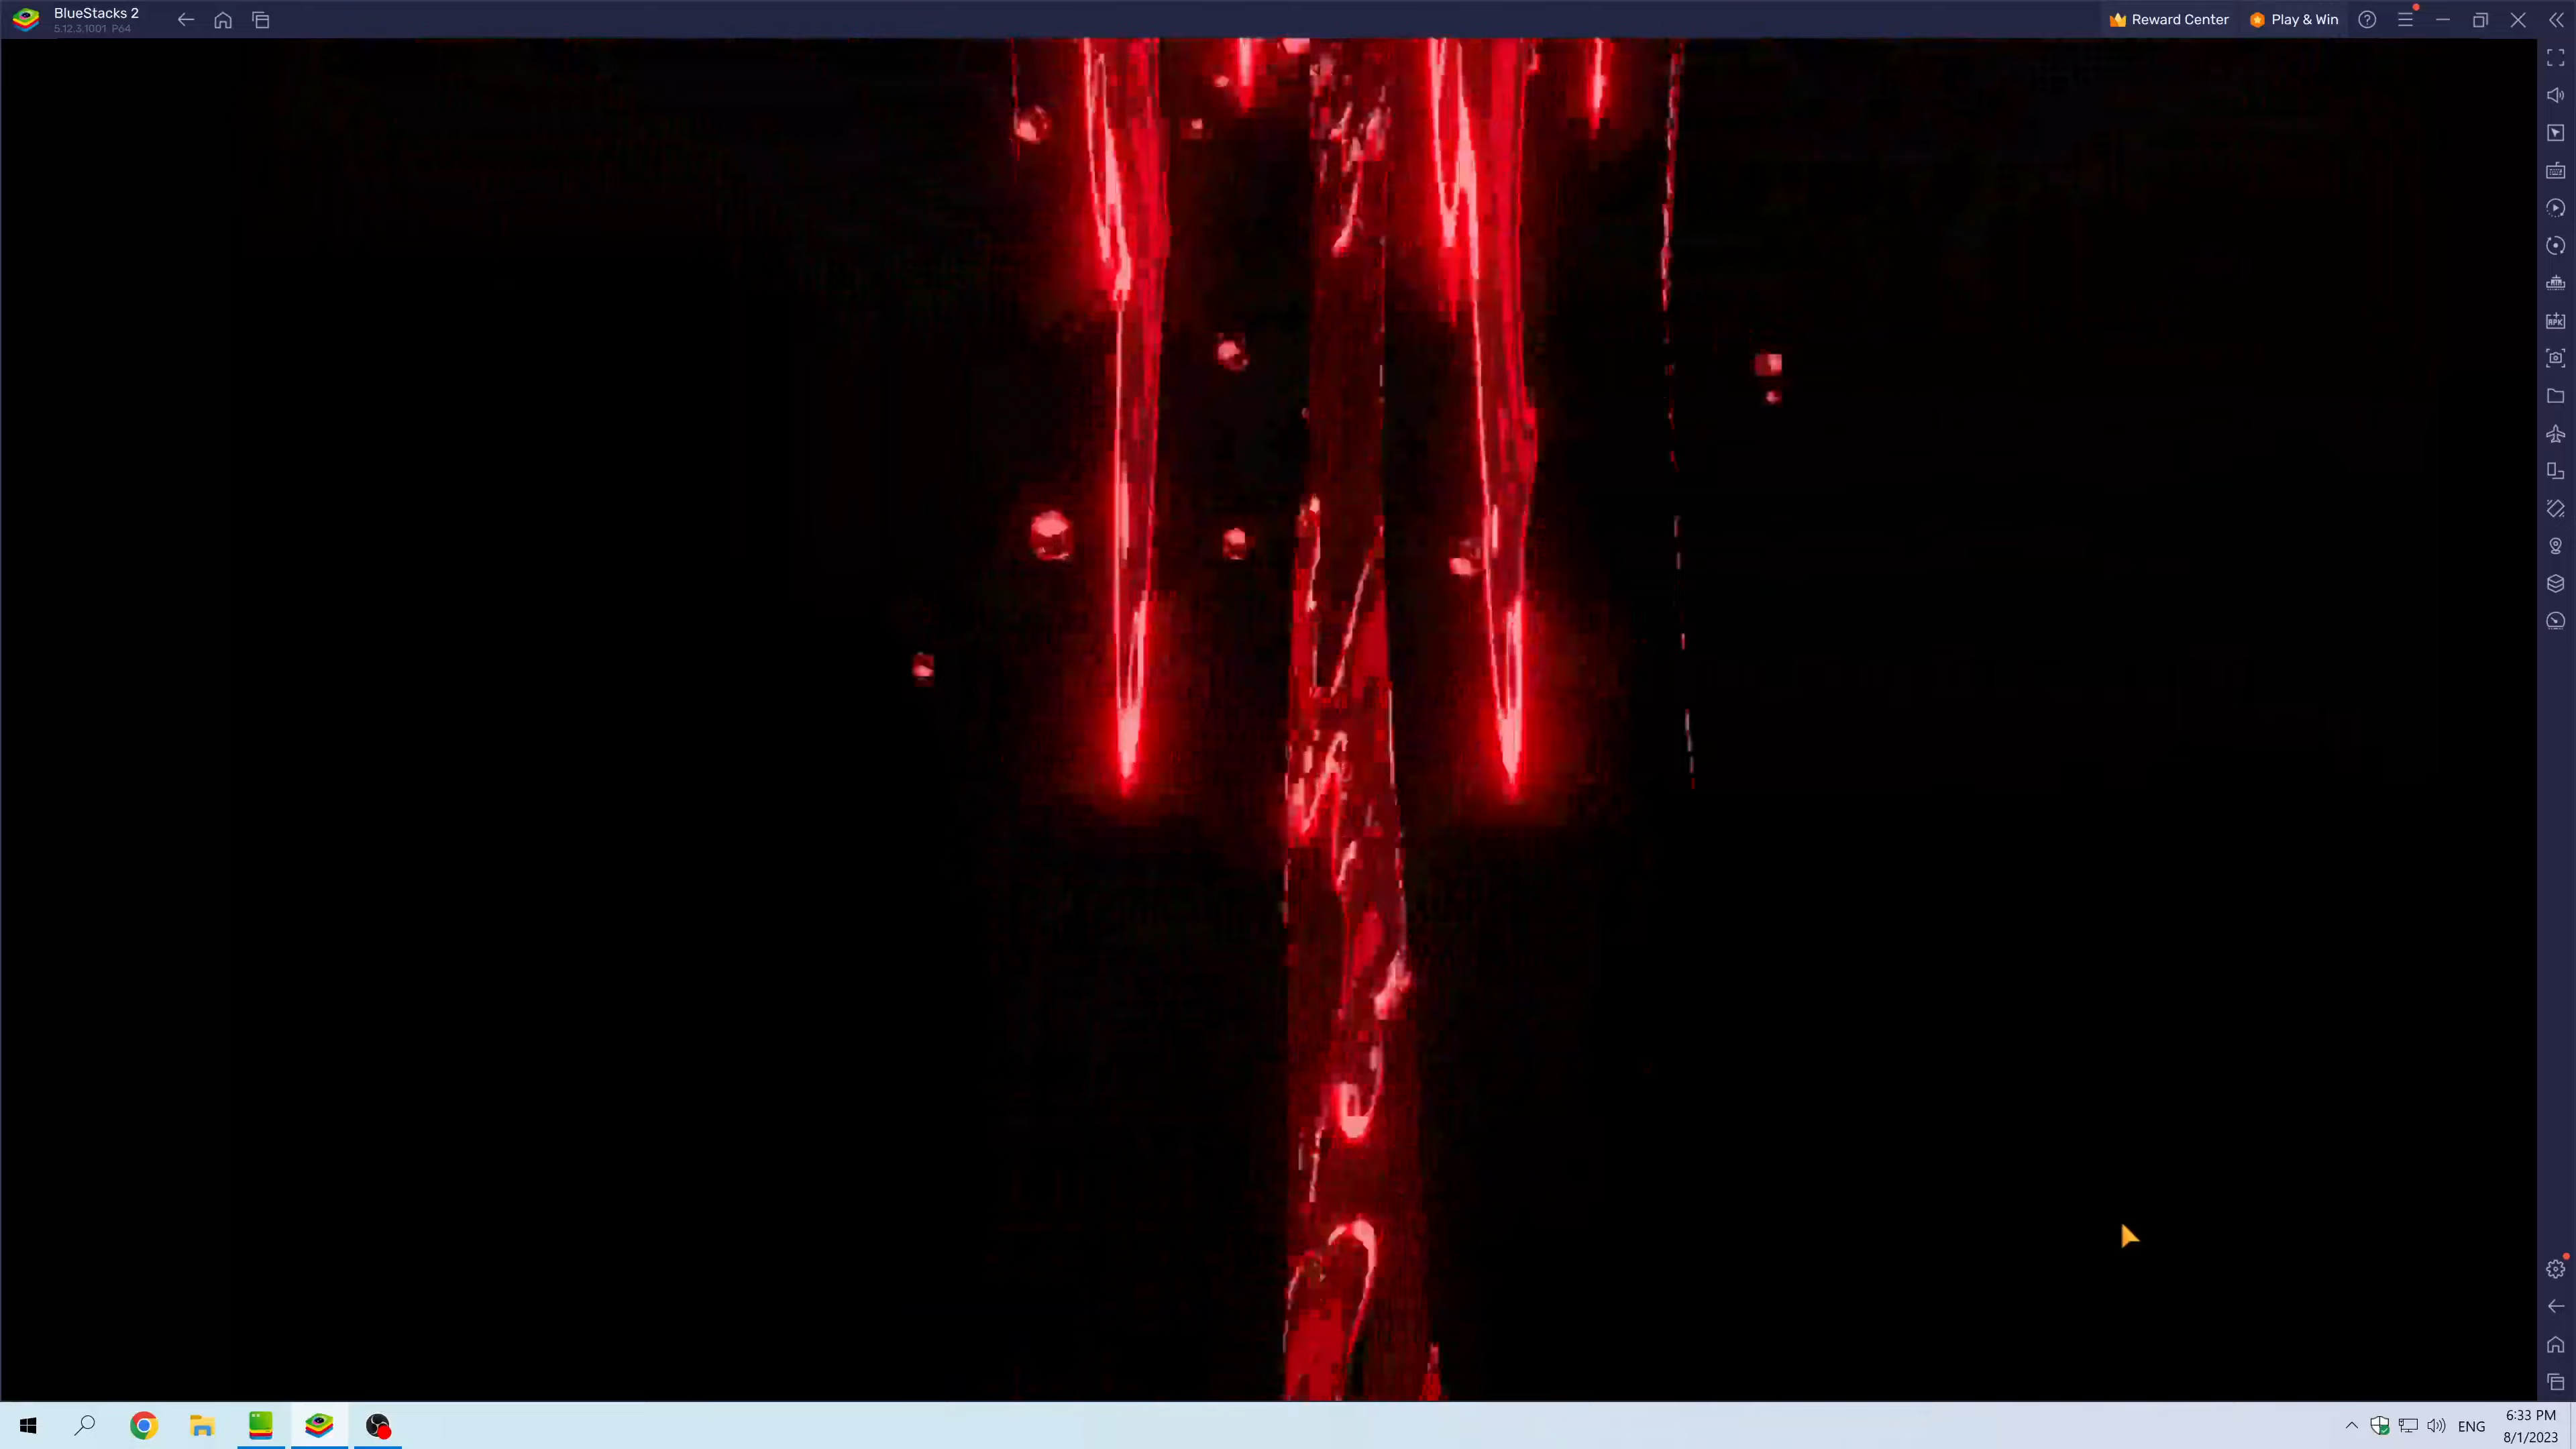 BlueStacks 2
5.12.3.1001 P64
Reward Center
Play & Win
ENG
6:33 PM
8/1/2023